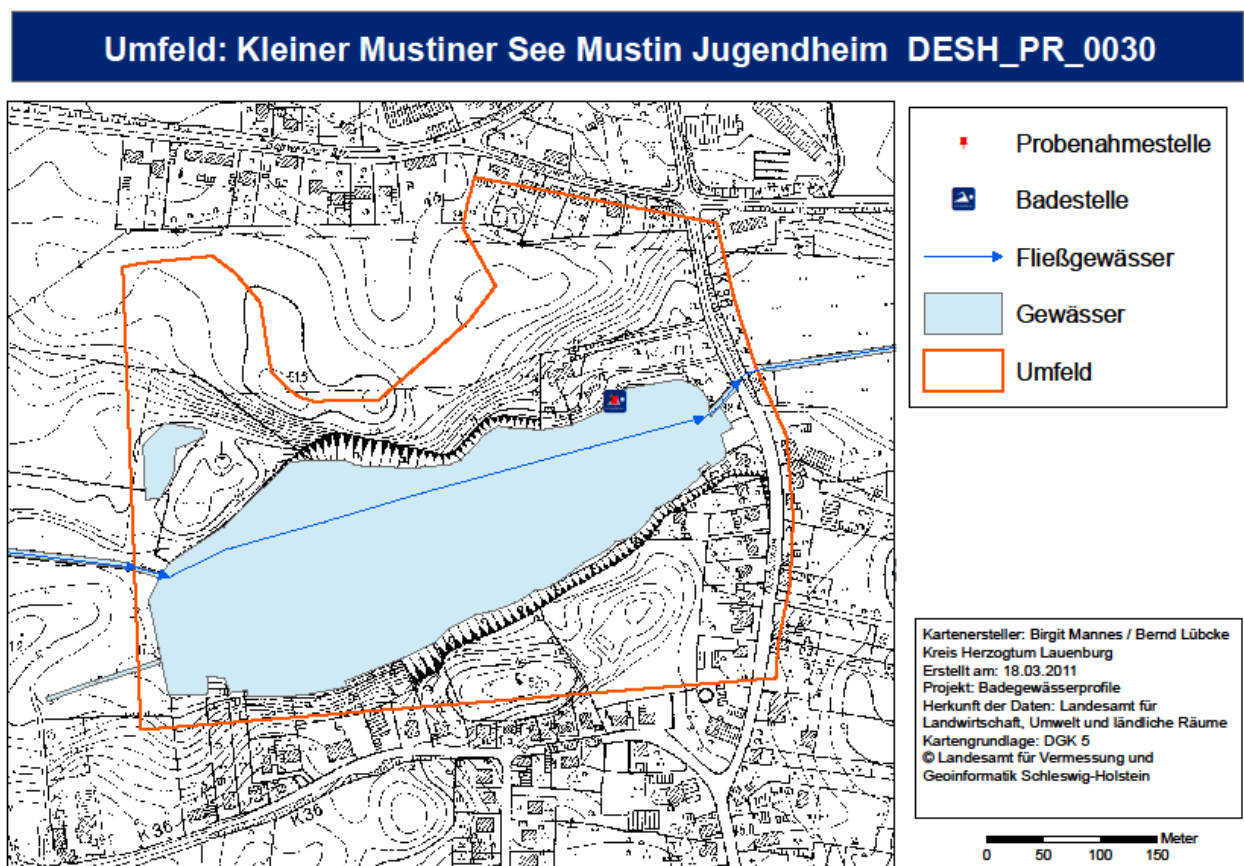 Umfeld: Kleiner Mustiner See Mustin Jugendheim DESH_PR_0030
Probenahmestelle
Badestelle
Fließgewässer
Gewässer
Umfeld
K 36
K 36
Kartenersteller: Birgit Mannes / Bernd Lübcke
Kreis Herzogtum Lauenburg
Erstellt am: 18.03.2011
Projekt: Badegewässerprofile
Herkunft der Daten: Landesamt für
Landwirtschaft, Umwelt und ländliche Räume
Kartengrundlage: DGK 5
© Landesamt für Vermessung und
Geoinformatik Schleswig-Holstein
Meter
0 50 100 150